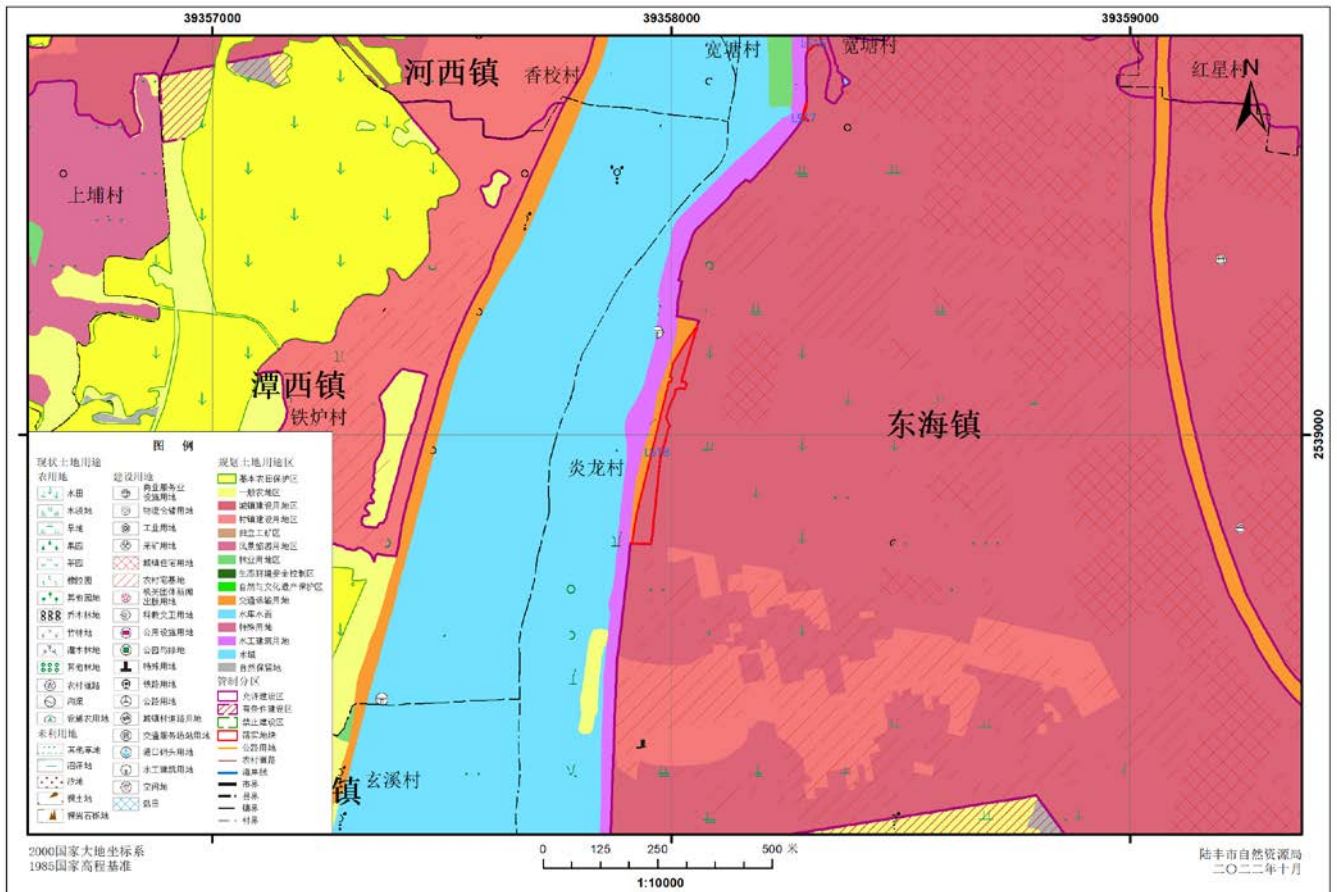 39357000
39358000
39359000
河西镇
香校村
宽塘村
宽塘村
红星村
N
上埔村
潭西镇
铁炉村
东海镇
2539000
2539000
炎龙村
玄溪村
镇
图 例
现状土地用途
农用地
建设用地
规划土地用途区
水田
商业服务业
设施用地
基本农田保护区
水浇地
物流仓储用地
一般农地区
旱地
工业用地
城镇建设用地区
果园
采矿用地
村镇建设用地区
茶园
城镇住宅用地
独立工矿区
橡胶园
农村宅基地
风景旅游用地区
其他园地
机关团体新闻
出版用地
林业用地区
乔木林地
科教文卫用地
生态环境安全控制区
竹林地
公用设施用地
自然与文化遗产保护区
灌木林地
公园与绿地
交通运输用地
其他林地
特殊用地
水库水面
农村道路
铁路用地
特殊用地
沟渠
公路用地
水工建筑用地
设施农用地
城镇村道路用地
水域
未利用地
交通服务场站用地
自然保留地
其他草地
港口码头用地
管制分区
沼泽地
水工建筑用地
允许建设区
沙地
空闲地
有条件建设区
裸土地
盐田
禁止建设区
裸岩石砾地
落实地块
公路用地
农村道路
海岸线
市界
县界
镇界
村界
2000国家大地坐标系
1985国家高程基准
0 125 250 500 米
1:10000
陆丰市自然资源局
二〇二二年十月